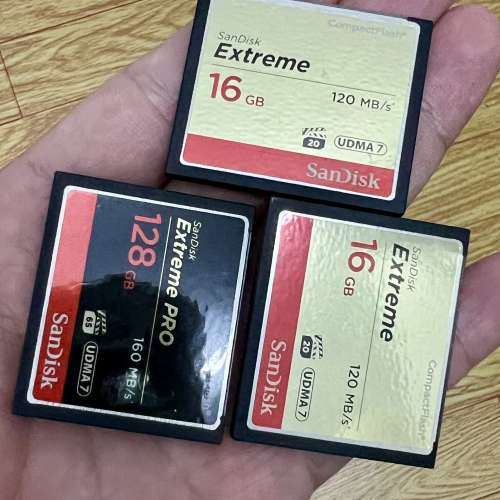 CompactFlash®
SanDisk
Extreme
16 GB
120 MB/s*
20
UDMA 7
SanDisk
SanDisk
Extreme PRO
128 GB
160 MB/s*
65
UDMA 7
SanDisk
CompactFlash®
SanDisk
Extreme
16 GB
120 MB/s*
20
UDMA 7
SanDisk